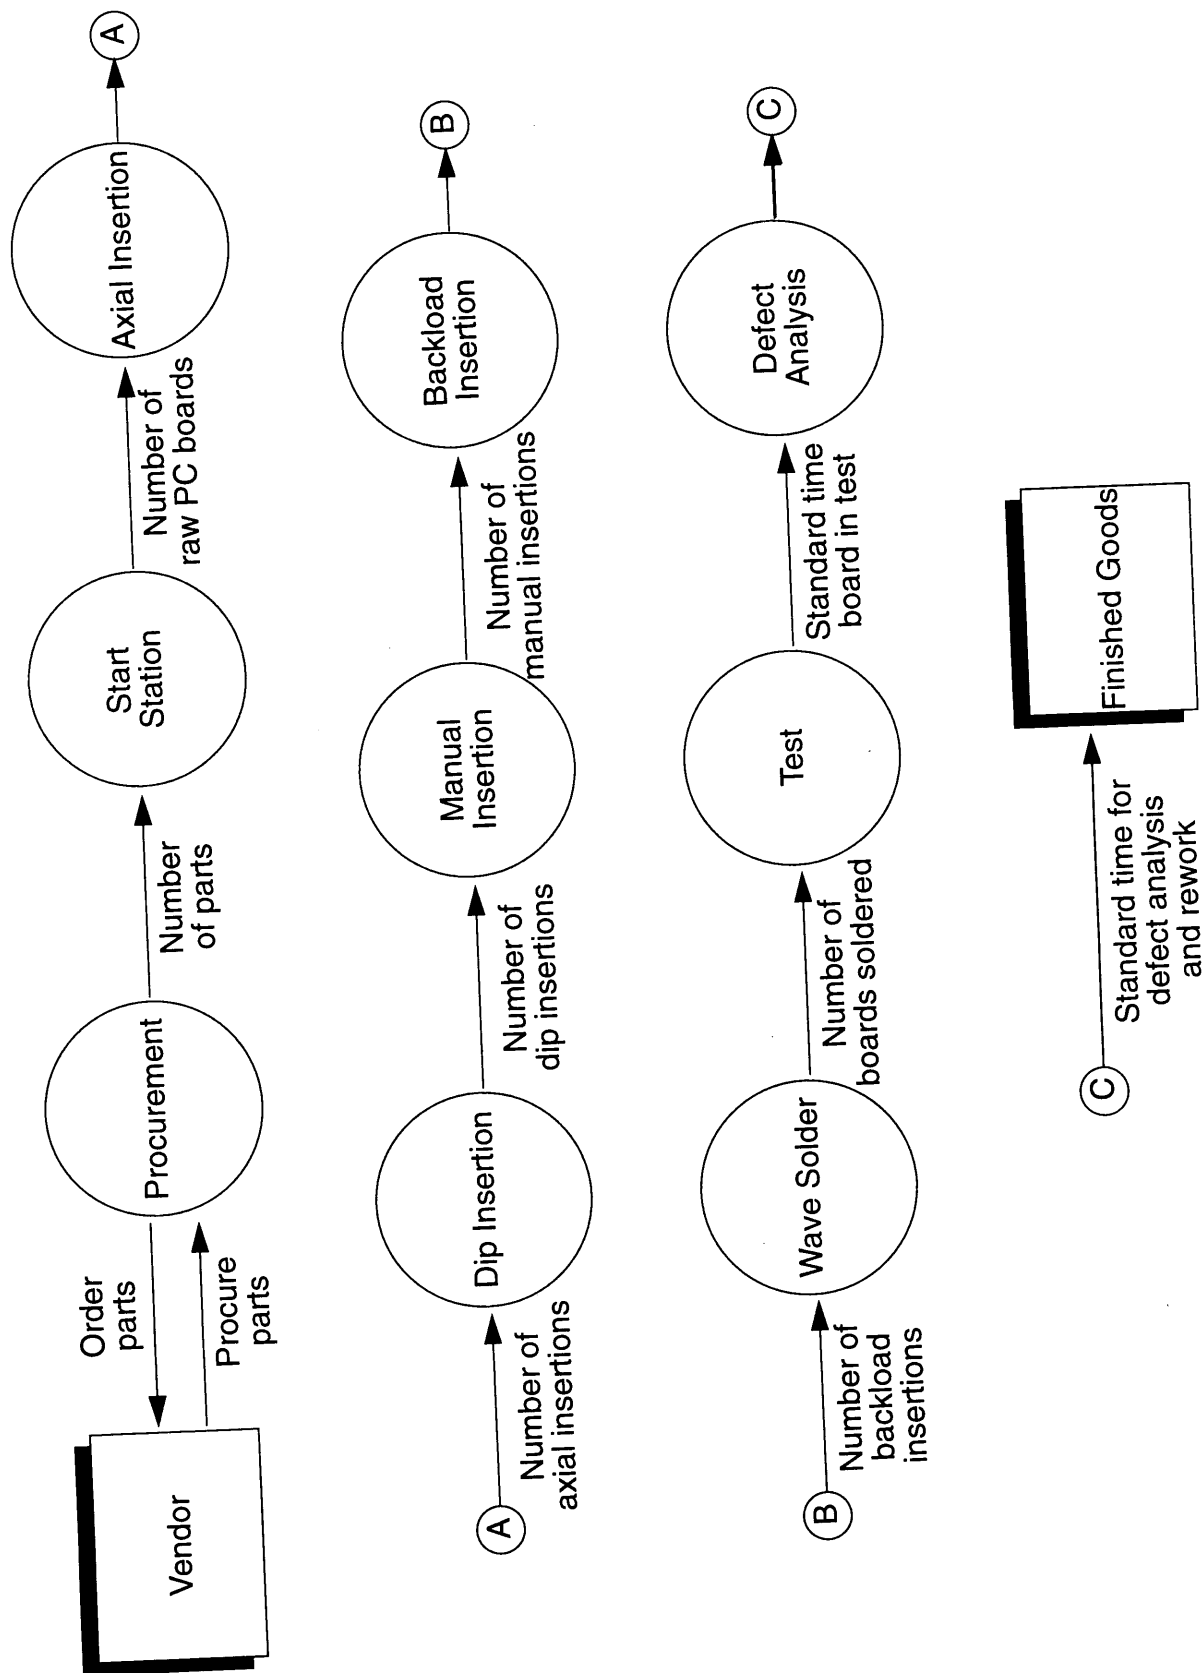 Vendor
Order
parts
Procure
parts
Procurement
Number
of parts
Start
Station
Number of
raw PC boards
Axial Insertion
A
A
Number of
axial insertions
Dip Insertion
Number of
dip insertions
Manual
Insertion
Number of
manual insertions
Backload
Insertion
B
B
Number of
backload
insertions
Wave Solder
Number of
boards soldered
Test
Standard time
board in test
Defect
Analysis
C
C
Standard time for
defect analysis
and rework
Finished Goods